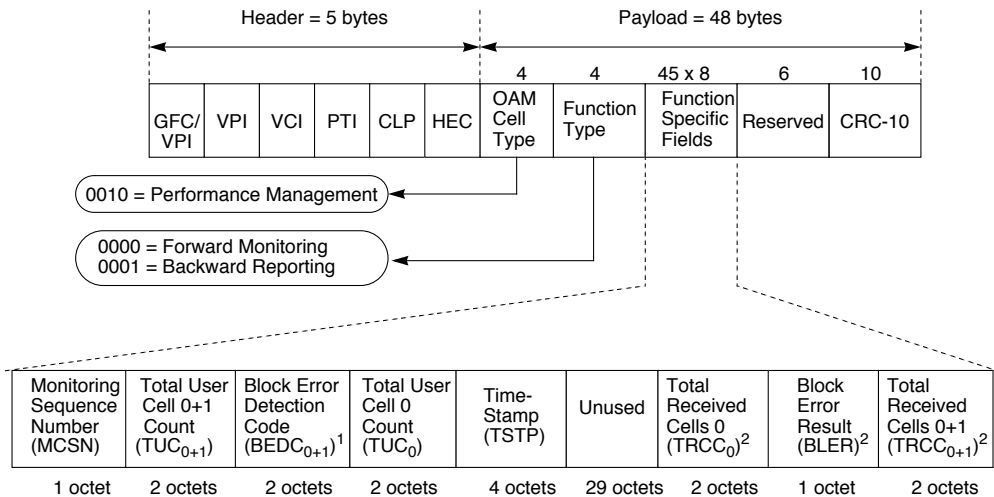 Header = 5 bytes Payload = 48 bytes
4 4 45 x 8 6 10
GFC/
VPI
VPI
VCI
PTI
CLP
HEC
OAM
Cell
Type
Function
Type
Function
Specific
Fields
Reserved
CRC-10
0010 = Performance Management
0000 = Forward Monitoring
0001 = Backward Reporting
Monitoring
Sequence
Number
(MCSN)
Total User
Cell 0+1
Count
(TUC0+1)
Block Error
Detection
Code
(BEDC0+1)1
Total User
Cell 0
Count
(TUC0)
Time-
Stamp
(TSTP)
Unused
Total
Received
Cells 0
(TRCC0)2
Block
Error
Result
(BLER)2
Total
Received
Cells 0+1
(TRCC0+1)2
1 octet 2 octets 2 octets 2 octets 4 octets 29 octets 2 octets 1 octet 2 octets